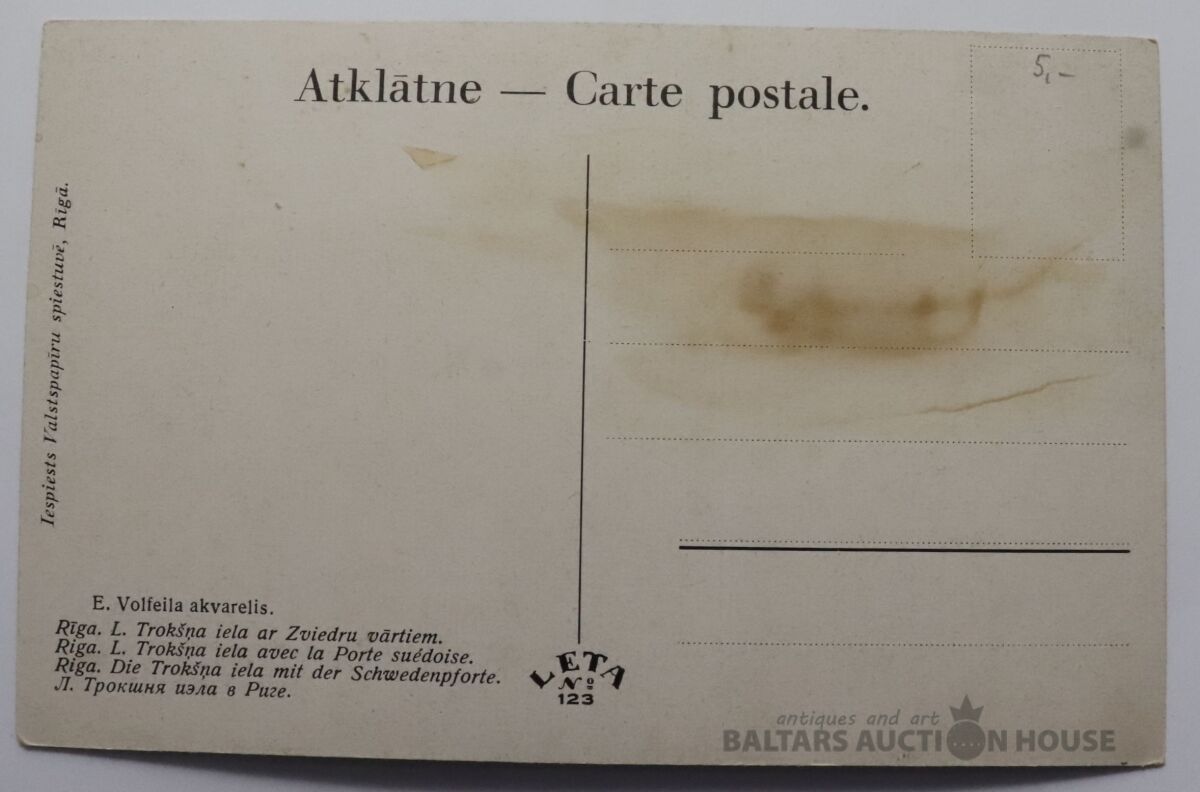 Atklātne — Carte postale.
5,-
Iespiests Valstspapīru spiestuvē, Rīgā.
E. Volfeila akvarelis.
Rīga. L. Trokšņa iela ar Zviedru vārtiem.
Riga. L. Trokšņa iela avec la Porte suédoise.
Riga. Die Trokšņa iela mit der Schwedenpforte.
Л. Трокшня иэла в Риге.
LETA
№
123
antiques and art
BALTARS AUCTION HOUSE